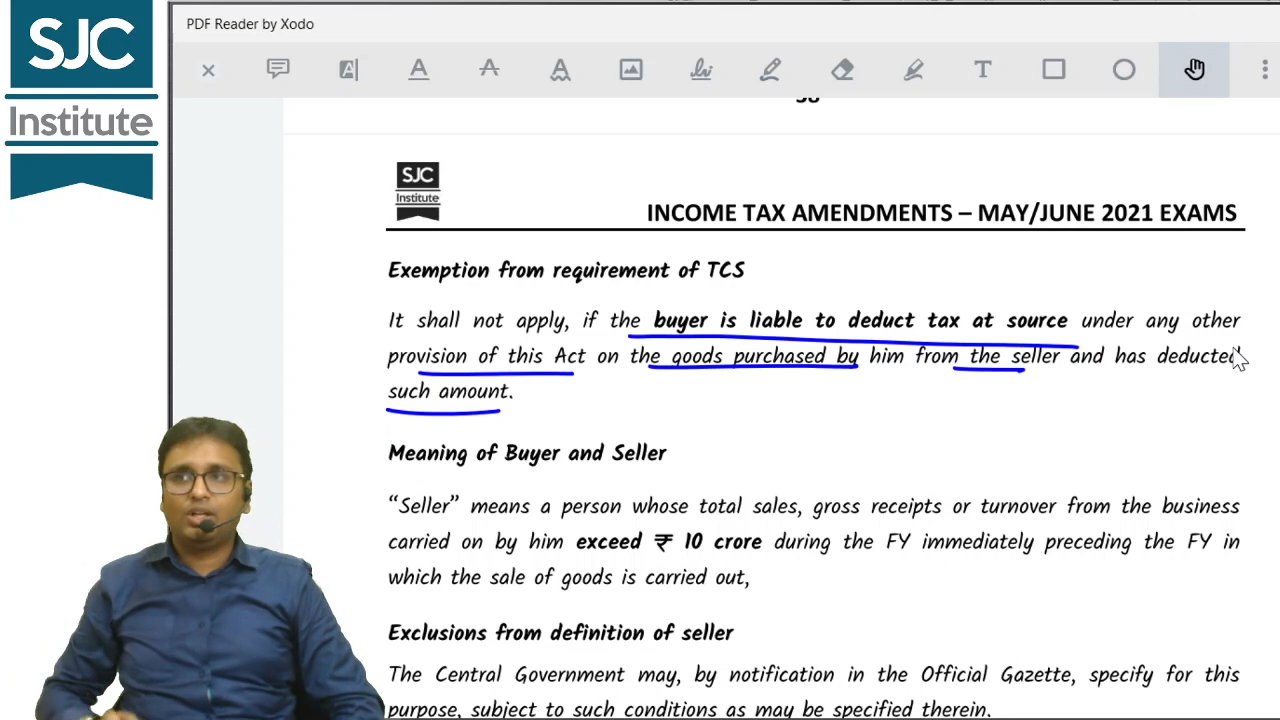 SJC
Institute
PDF Reader by Xodo
SJC
Institute
INCOME TAX AMENDMENTS – MAY/JUNE 2021 EXAMS
Exemption from requirement of TCS
It shall not apply, if the buyer is liable to deduct tax at source under any other
provision of this Act on the goods purchased by him from the seller and has deducted
such amount.
Meaning of Buyer and Seller
“Seller” means a person whose total sales, gross receipts or turnover from the business
carried on by him exceed ₹ 10 crore during the FY immediately preceding the FY in
which the sale of goods is carried out,
Exclusions from definition of seller
The Central Government may, by notification in the Official Gazette, specify for this
purpose, subject to such conditions as may be specified therein.